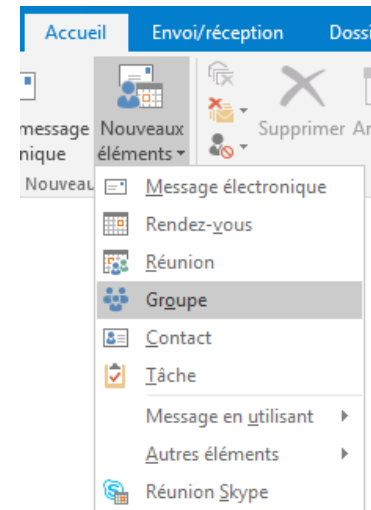 Accueil Envoi/réception
message Nouveaux Supprimer
éléments
Message électronique
Rendez-vous
Réunion
Groupe
Contact
Tâche
Message en utilisant
Autres éléments
Réunion Skype